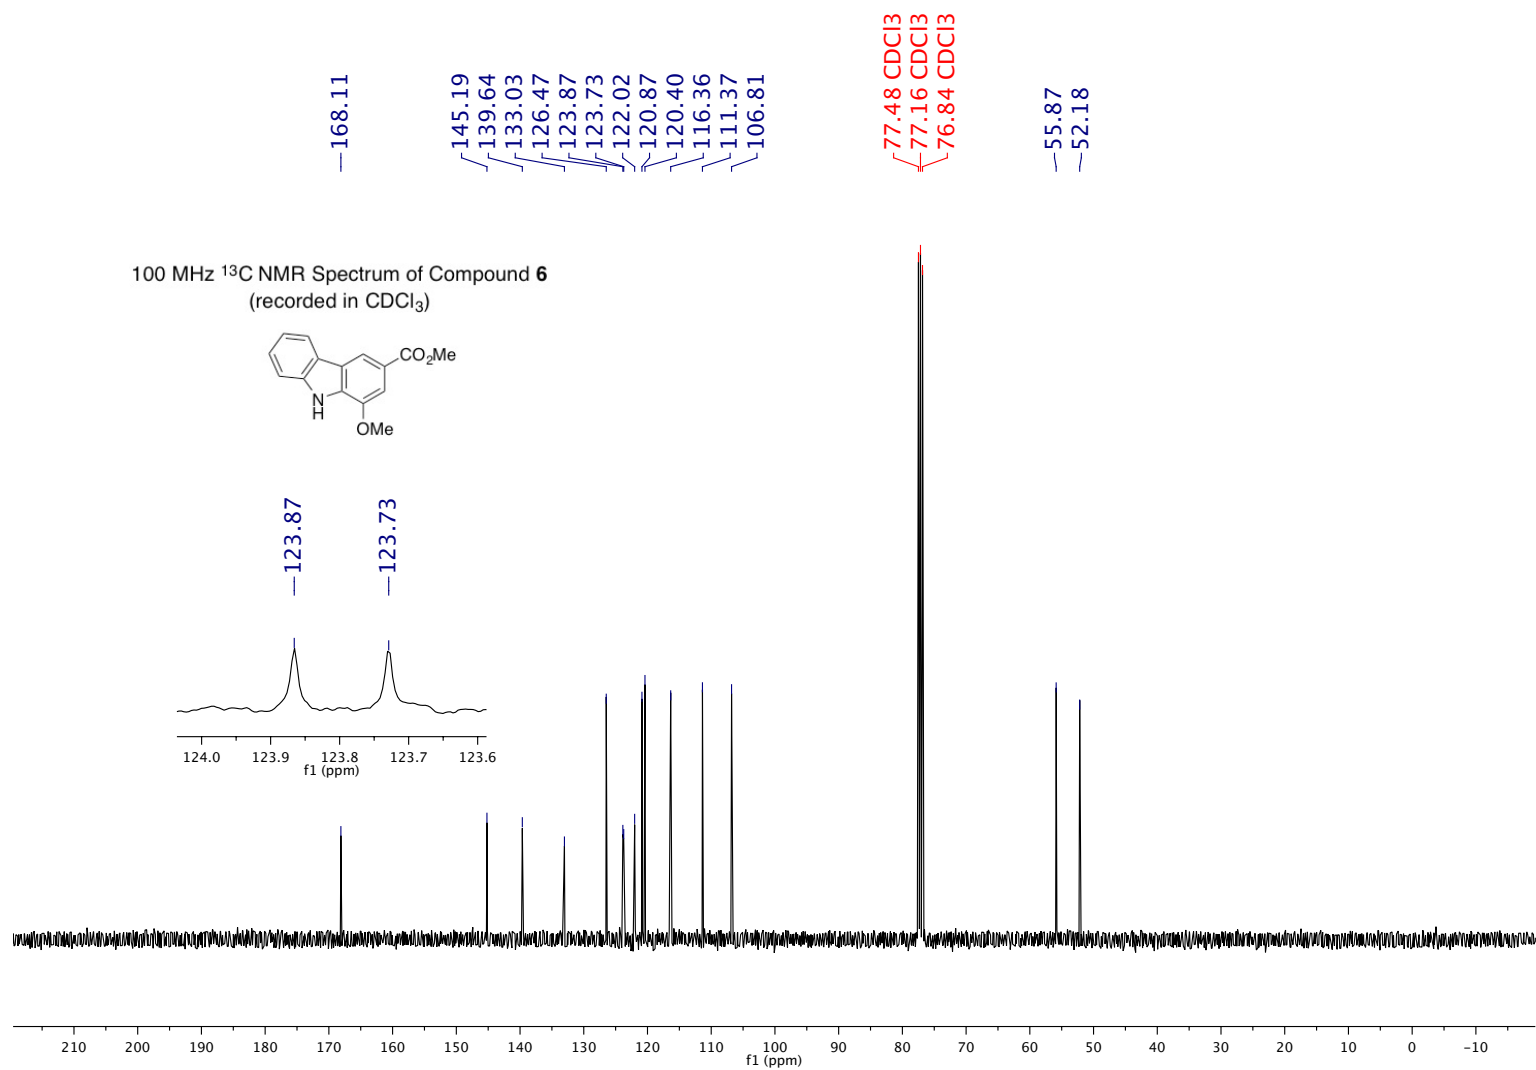 168.11
145.19
139.64
133.03
126.47
123.87
123.73
122.02
120.87
120.40
116.36
111.37
106.81
77.48 CDCl3
77.16 CDCl3
76.84 CDCl3
55.87
52.18
100 MHz ¹³C NMR Spectrum of Compound 6
(recorded in CDCl₃)
CO₂Me
N
H
OMe
123.87
123.73
124.0 123.9 123.8 123.7 123.6
f1 (ppm)
210 200 190 180 170 160 150 140 130 120 110 100 90 80 70 60 50 40 30 20 10 0 −10
f1 (ppm)